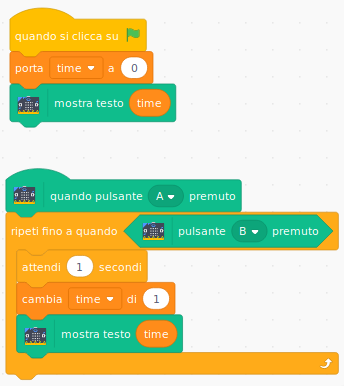 quando si clicca su
porta time a 0
mostra testo time
quando pulsante A premuto
ripeti fino a quando pulsante B premuto
attendi 1 secondi
cambia time di 1
mostra testo time